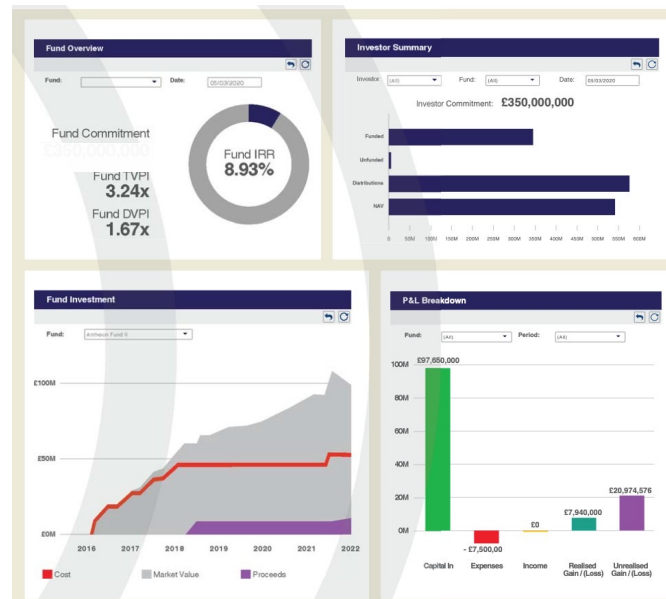 Fund Overview
Fund:
Date:
05/03/2020
Fund Commitment
£350,000,000
Fund TVPI
3.24x
Fund DVPI
1.67x
Fund IRR
8.93%
Investor Summary
Investor:
(All)
Fund:
(All)
Date:
05/03/2020
Investor Commitment: £350,000,000
Funded
Unfunded
Distributions
NAV
0 50M 100M 150M 200M 250M 300M 350M 400M 450M 500M 550M 600M
Fund Investment
Fund:
Fund II
£100M
£50M
£0M
2016 2017 2018 2019 2020 2021 2022
Cost Market Value Proceeds
P&L Breakdown
Fund:
(All)
Period:
(All)
100M
80M
60M
40M
20M
0M
£97,650,000
- £7,500,00
£0
£7,940,000
£20,974,576
Capital In Expenses Income Realised Unrealised
Gain / (Loss) Gain / (Loss)